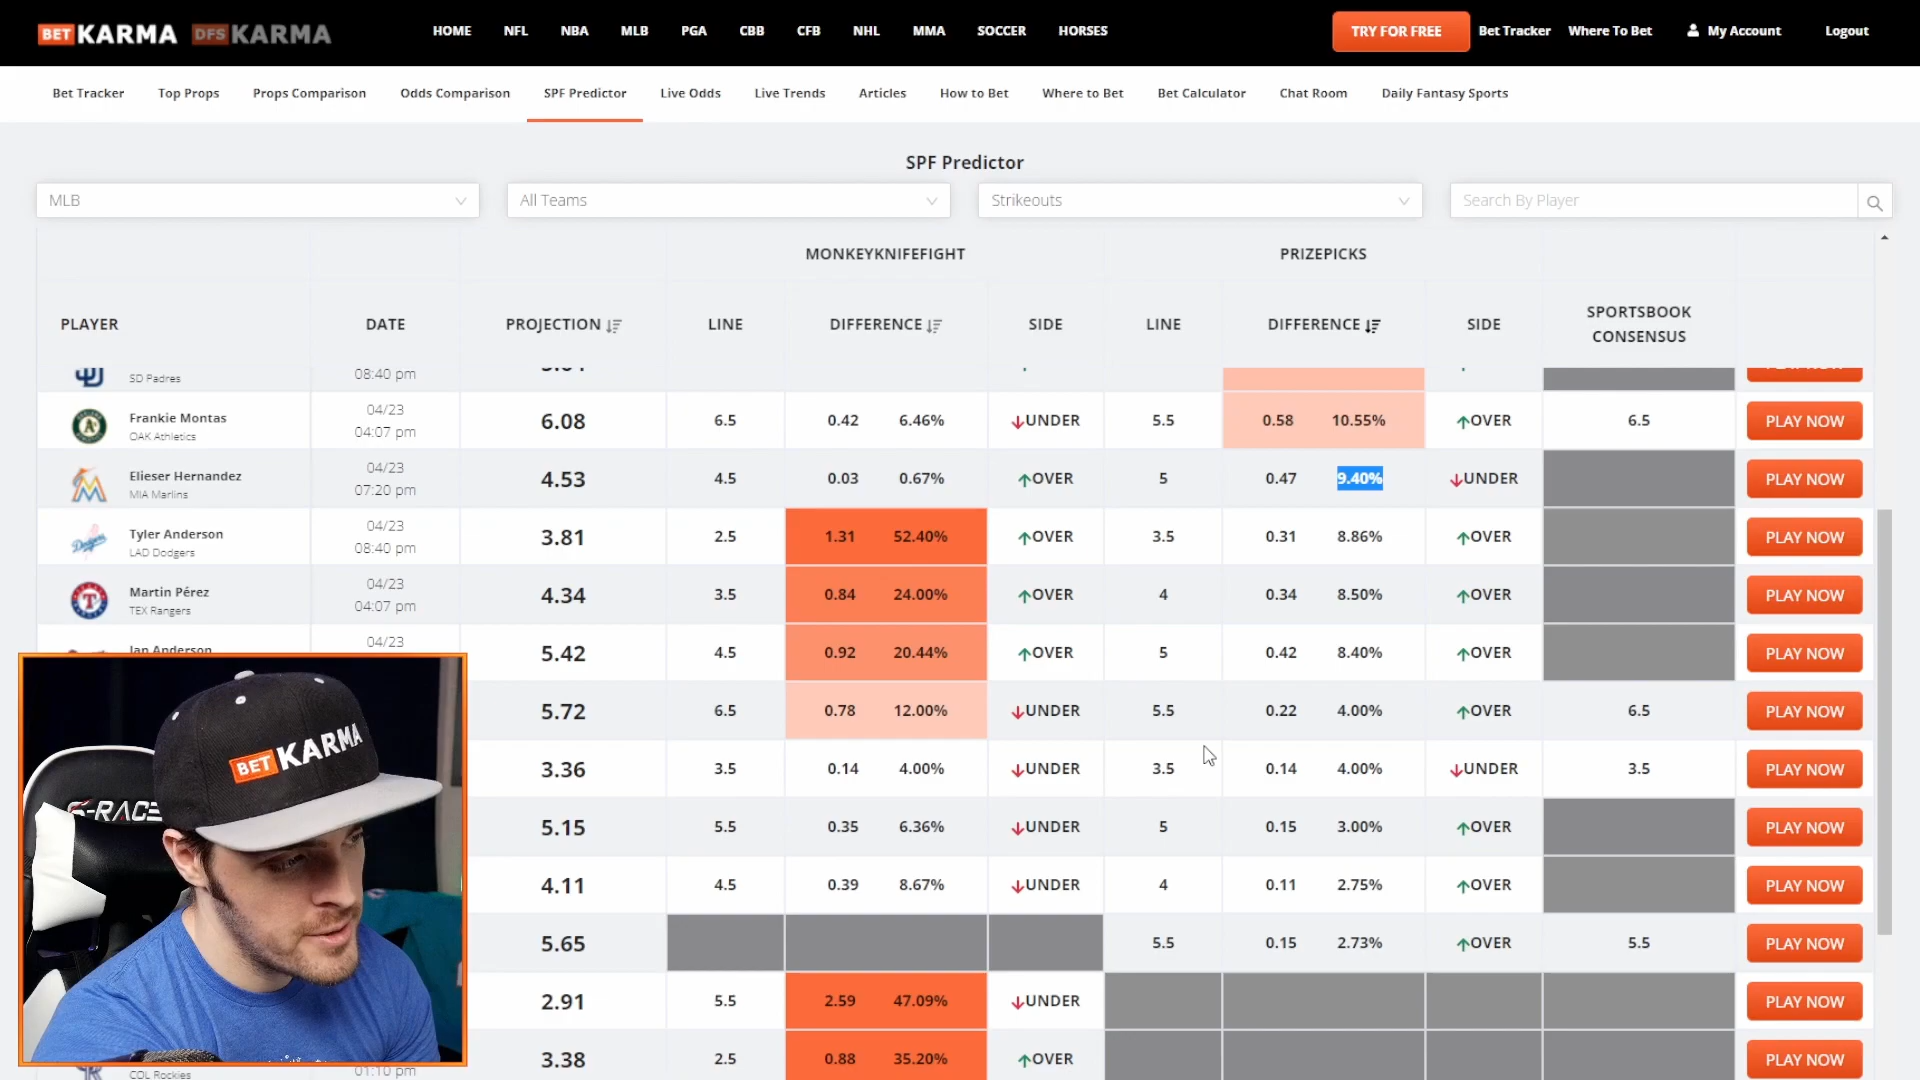 BET KARMA DFS KARMA HOME NFL NBA MLB PGA CBB CFB NHL MMA SOCCER HORSES TRY FOR FREE Bet Tracker Where To Bet My Account Logout
Bet Tracker Top Props Props Comparison Odds Comparison SPF Predictor Live Odds Live Trends Articles How to Bet Where to Bet Bet Calculator Chat Room Daily Fantasy Sports
SPF Predictor
MLB All Teams Strikeouts Search By Player
MONKEYKNIFEFIGHT PRIZEPICKS
PLAYER DATE PROJECTION LINE DIFFERENCE SIDE LINE DIFFERENCE SIDE SPORTSBOOK
CONSENSUS
SD Padres 08:40 pm
Frankie Montas 04/23 6.08 6.5 0.42 6.46% UNDER 5.5 0.58 10.55% OVER 6.5 PLAY NOW
OAK Athletics 04:07 pm
Elieser Hernandez 04/23 4.53 4.5 0.03 0.67% OVER 5 0.47 9.40% UNDER PLAY NOW
MIA Marlins 07:20 pm
Tyler Anderson 04/23 3.81 2.5 1.31 52.40% OVER 3.5 0.31 8.86% OVER PLAY NOW
LAD Dodgers 08:40 pm
Martin Pérez 04/23 4.34 3.5 0.84 24.00% OVER 4 0.34 8.50% OVER PLAY NOW
TEX Rangers 04:07 pm
Ian Anderson 04/23 5.42 4.5 0.92 20.44% OVER 5 0.42 8.40% OVER PLAY NOW
5.72 6.5 0.78 12.00% UNDER 5.5 0.22 4.00% OVER 6.5 PLAY NOW
3.36 3.5 0.14 4.00% UNDER 3.5 0.14 4.00% UNDER 3.5 PLAY NOW
5.15 5.5 0.35 6.36% UNDER 5 0.15 3.00% OVER PLAY NOW
4.11 4.5 0.39 8.67% UNDER 4 0.11 2.75% OVER PLAY NOW
5.65 5.5 0.15 2.73% OVER 5.5 PLAY NOW
2.91 5.5 2.59 47.09% UNDER PLAY NOW
3.38 2.5 0.88 35.20% OVER PLAY NOW
COL Rockies 01:10 pm
BET KARMA